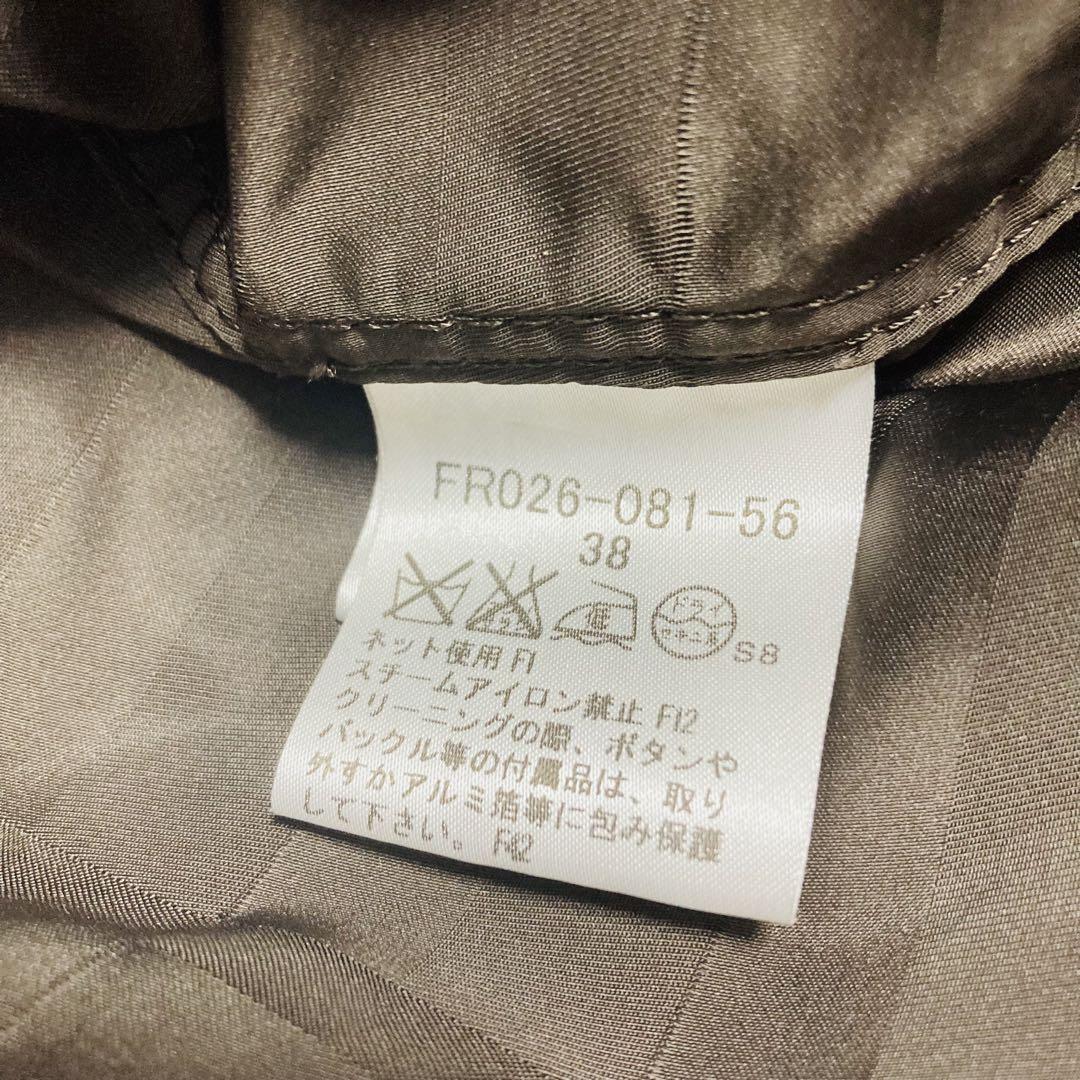 FR026-081-56
38
低 ドライ セキユ系 S8
ネット使用 F1
スチームアイロン禁止 F12
クリーニングの際、ボタンや
バックル等の付属品は、取り
外すかアルミ箔等に包み保護
して下さい。 F42